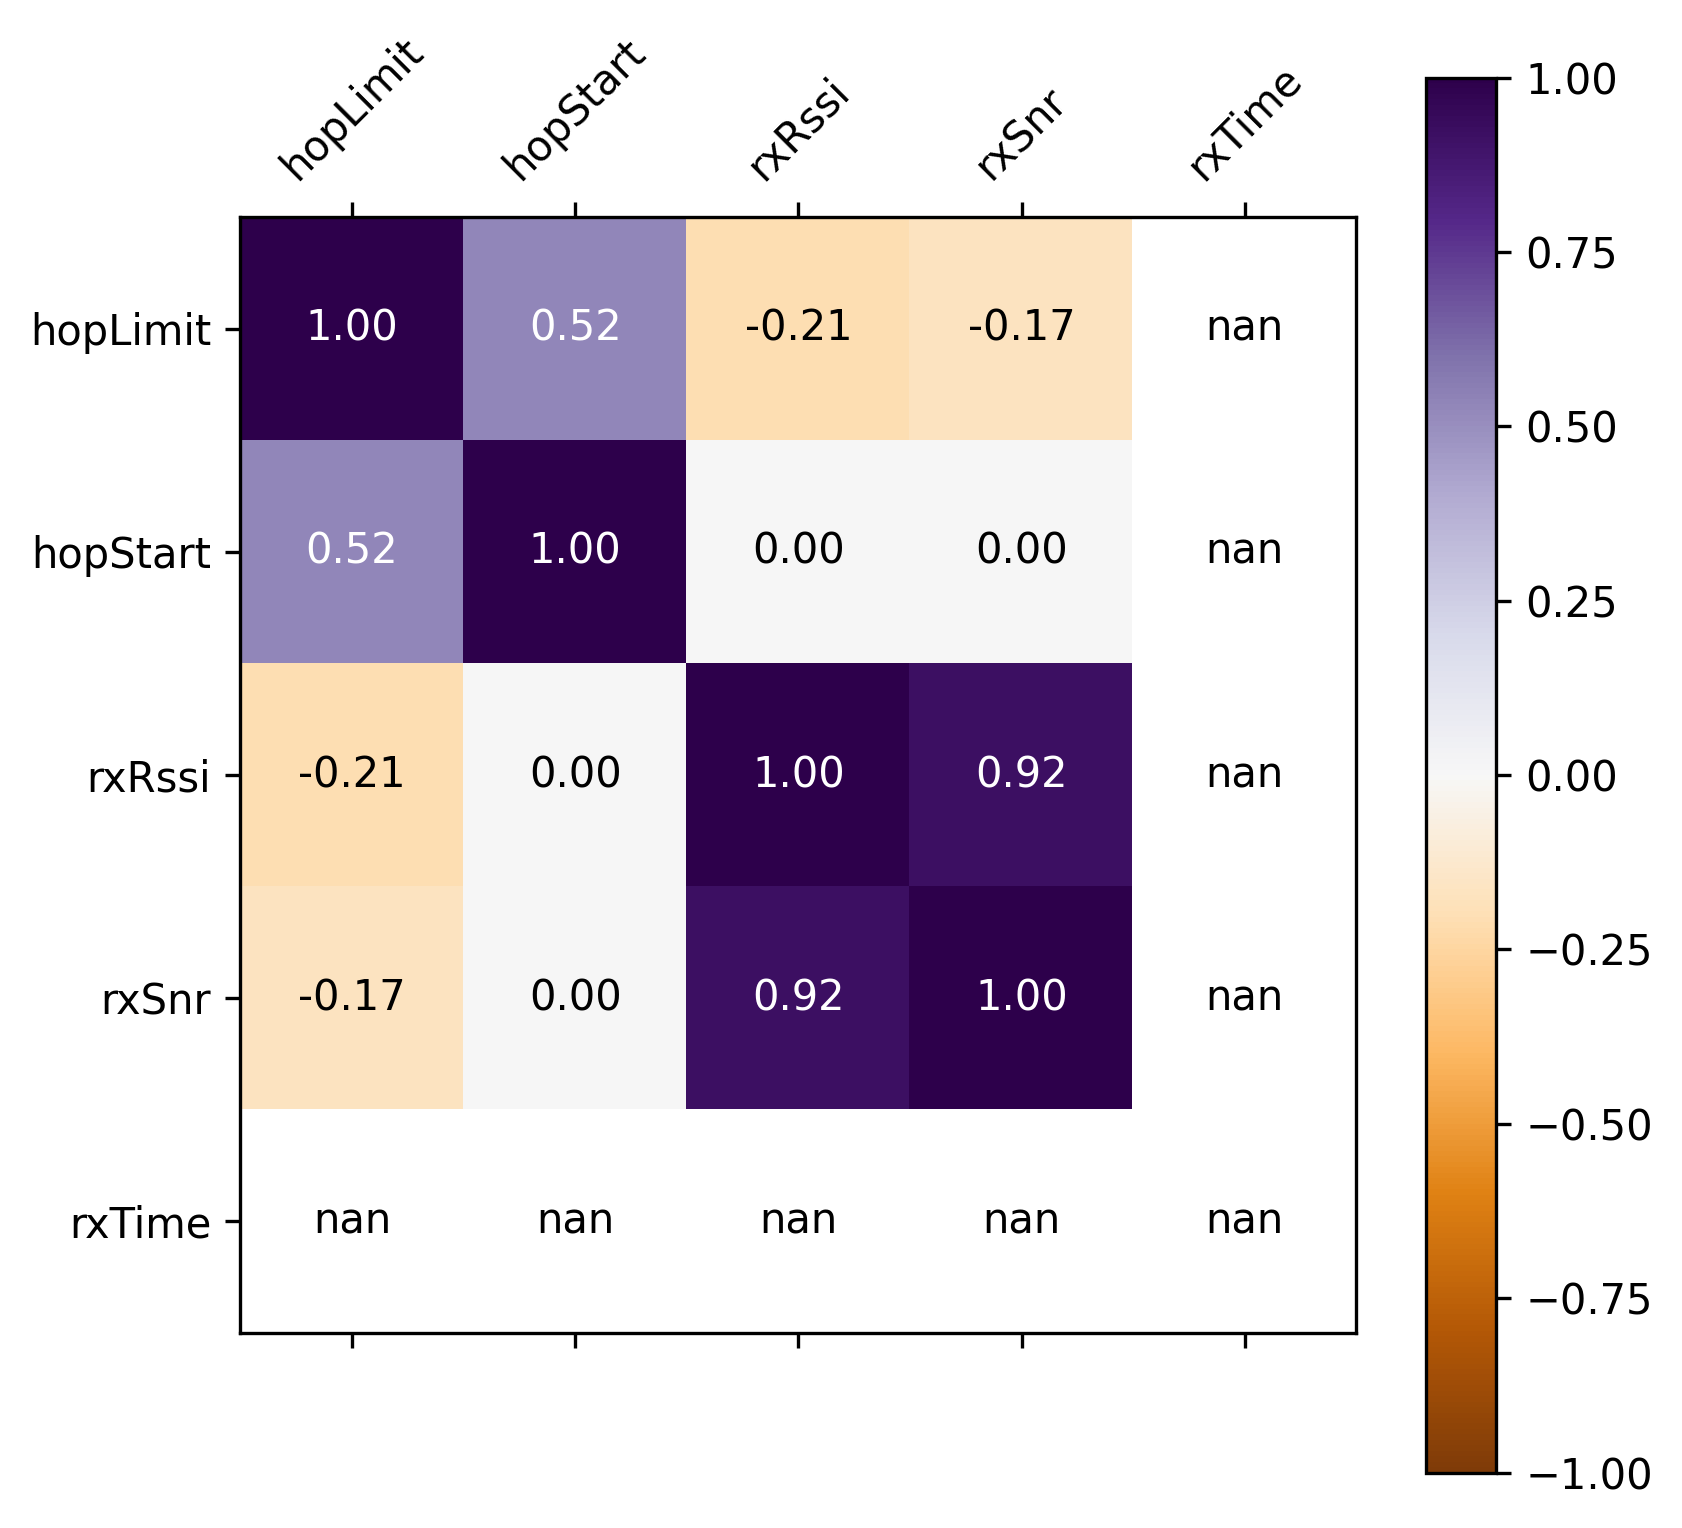 hopLimit hopStart rxRssi rxSnr rxTime
hopLimit 1.00 0.52 -0.21 -0.17 nan
hopStart 0.52 1.00 0.00 0.00 nan
rxRssi -0.21 0.00 1.00 0.92 nan
rxSnr -0.17 0.00 0.92 1.00 nan
rxTime nan nan nan nan nan
1.00
0.75
0.50
0.25
0.00
−0.25
−0.50
−0.75
−1.00